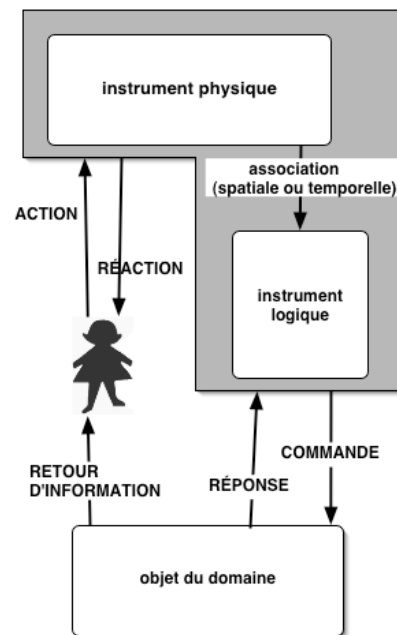 instrument physique
association
(spatiale ou temporelle)
ACTION
RÉACTION
instrument
logique
COMMANDE
RETOUR
D'INFORMATION
RÉPONSE
objet du domaine